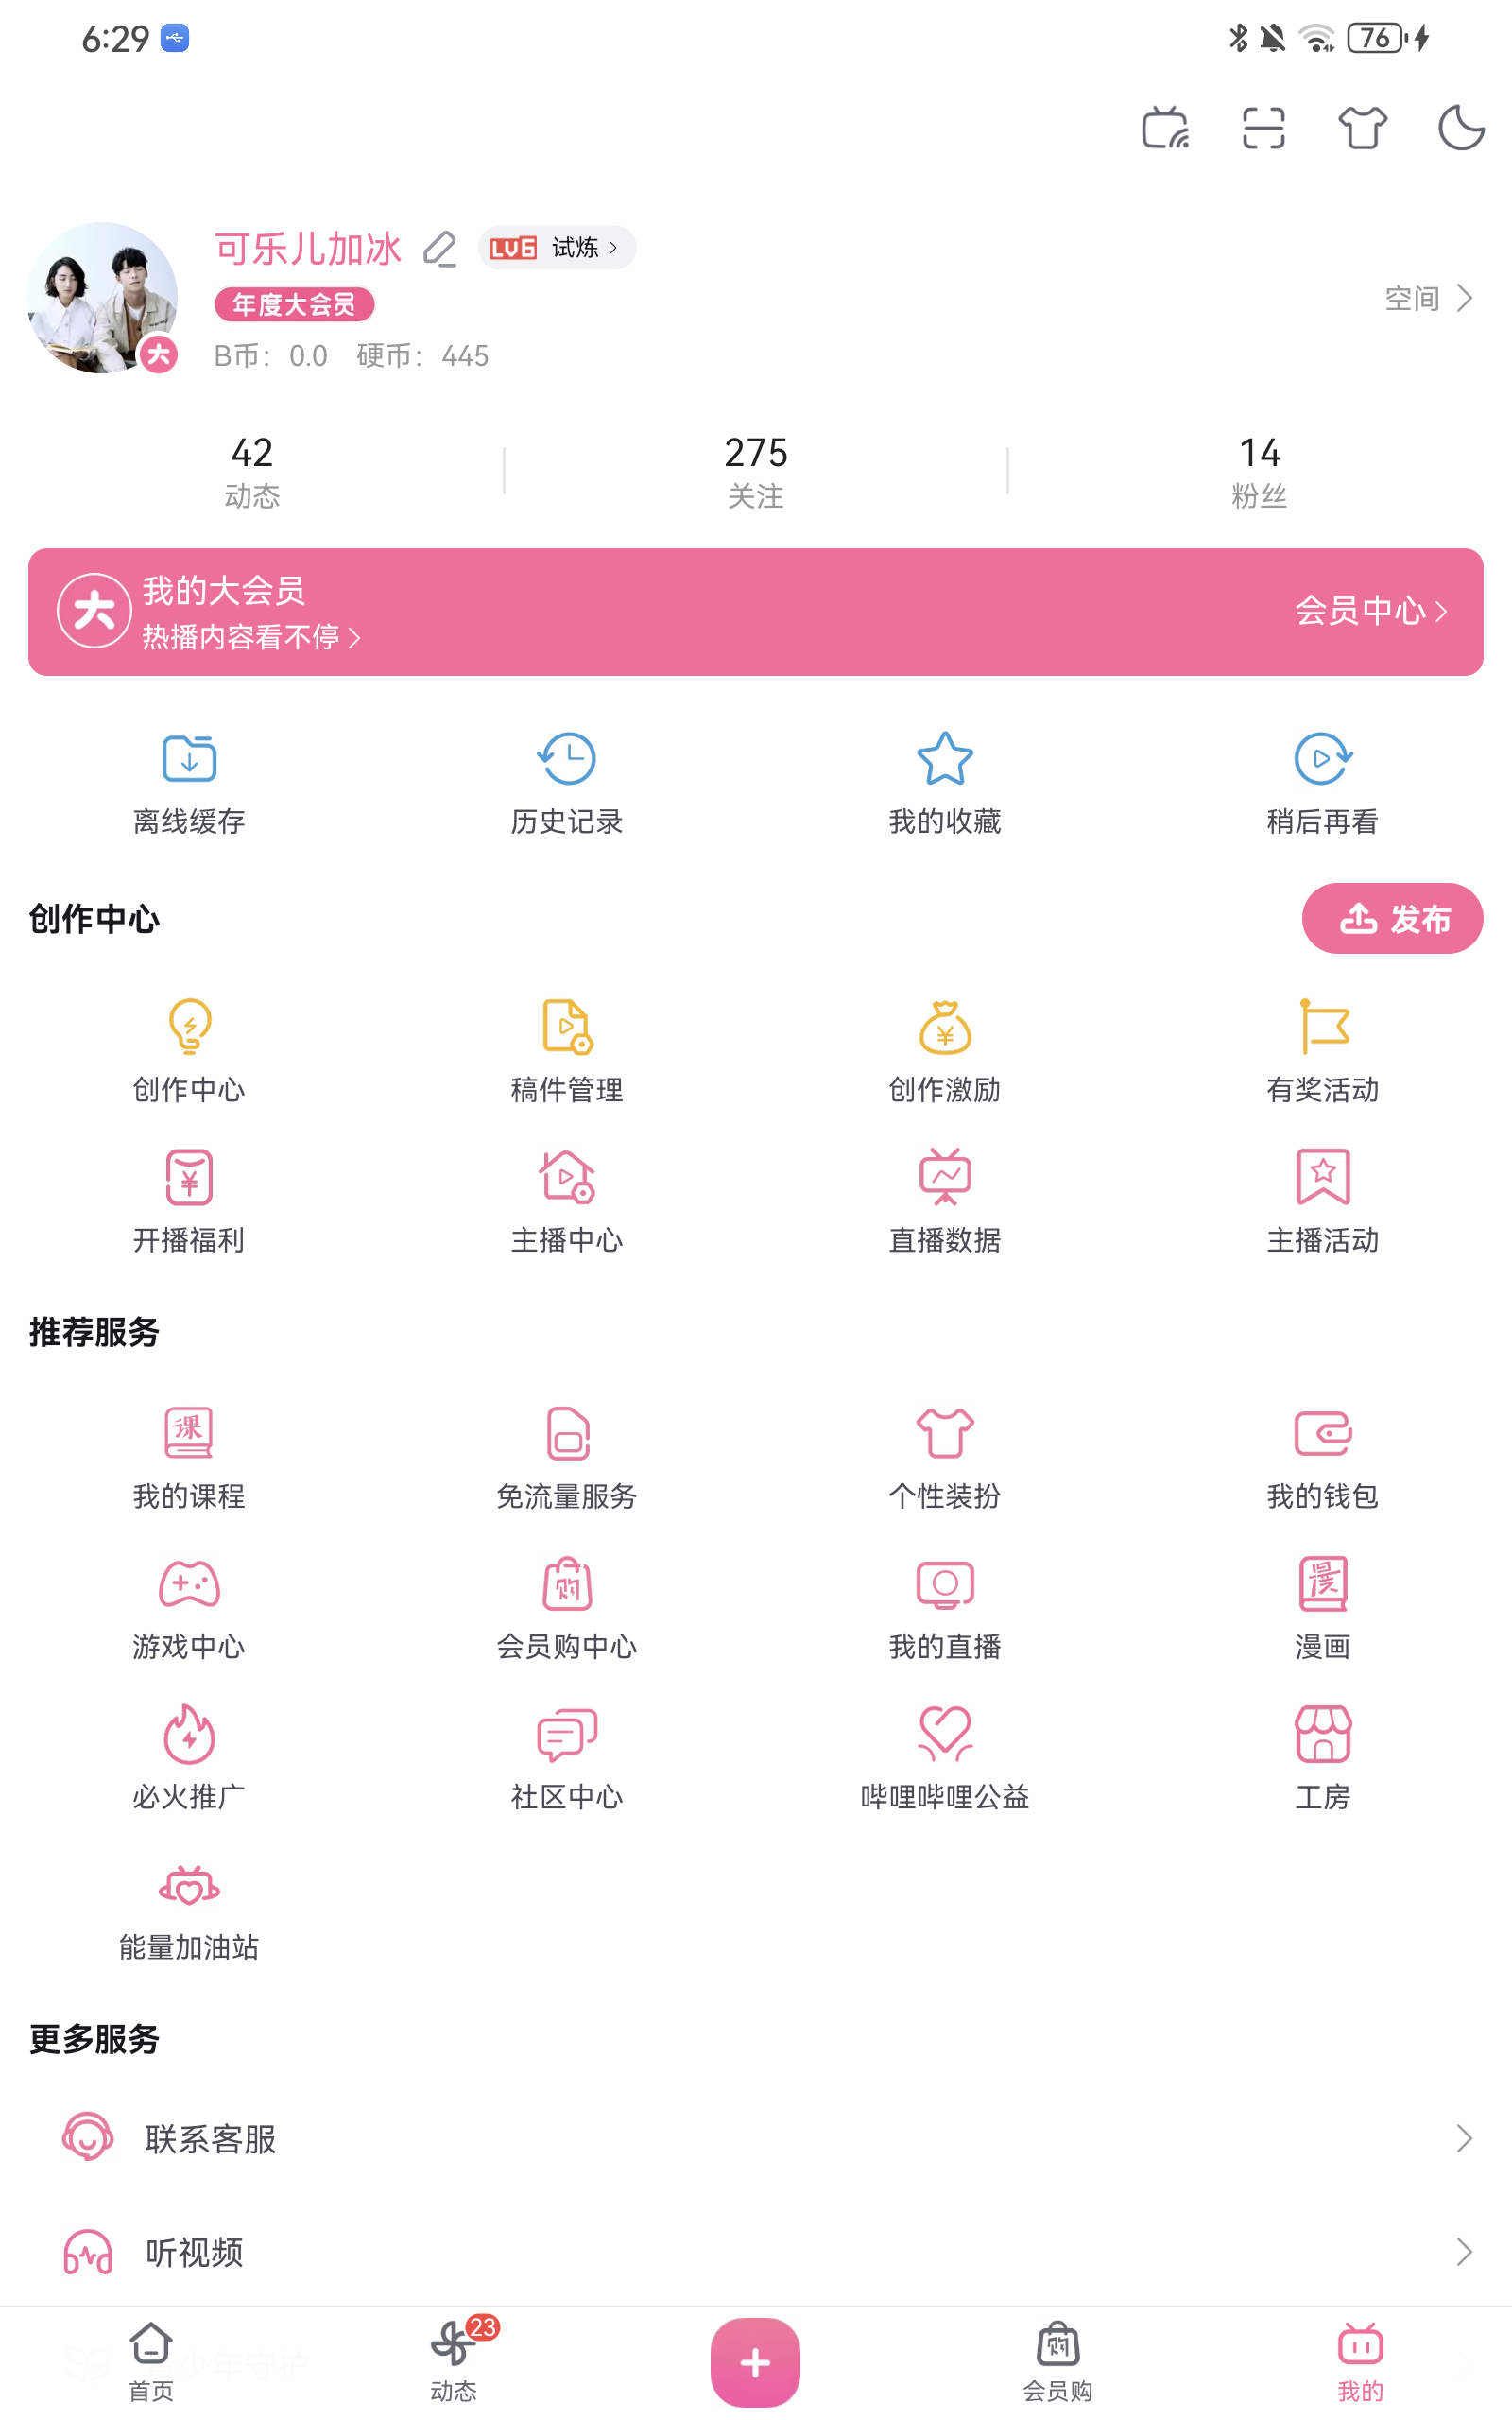 6:29
76
可乐儿加冰 LV6 试炼
年度大会员
空间
B币：0.0 硬币：445
42 275 14
动态 关注 粉丝
大 我的大会员
热播内容看不停
会员中心
离线缓存 历史记录 我的收藏 稍后再看
创作中心 发布
创作中心 稿件管理 创作激励 有奖活动
开播福利 主播中心 直播数据 主播活动
推荐服务
我的课程 免流量服务 个性装扮 我的钱包
游戏中心 会员购中心 我的直播 漫画
必火推广 社区中心 哔哩哔哩公益 工房
能量加油站
更多服务
联系客服
听视频
23
首页 动态 会员购 我的